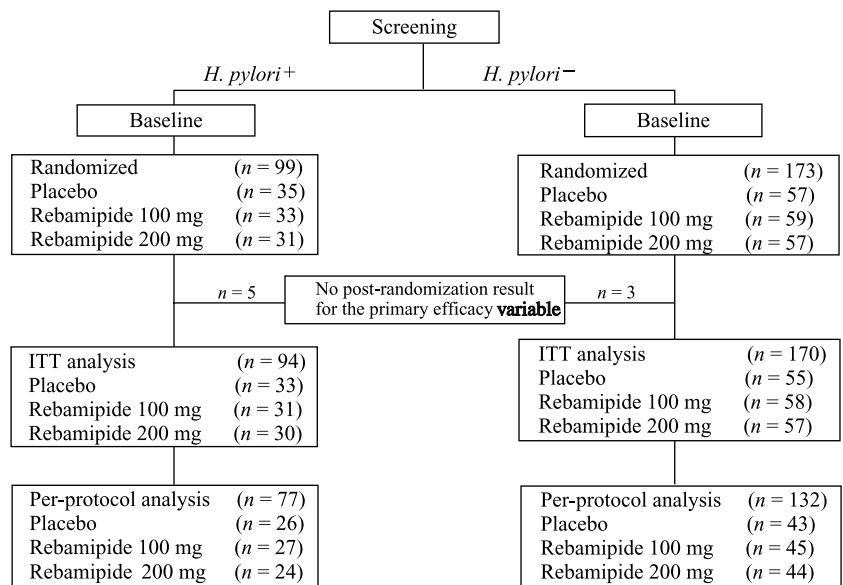 Screening
H. pylori+
H. pylori−
Baseline
Randomized (n = 99)
Placebo (n = 35)
Rebamipide 100 mg (n = 33)
Rebamipide 200 mg (n = 31)
Baseline
Randomized (n = 173)
Placebo (n = 57)
Rebamipide 100 mg (n = 59)
Rebamipide 200 mg (n = 57)
n = 5
No post-randomization result
for the primary efficacy variable
n = 3
ITT analysis (n = 94)
Placebo (n = 33)
Rebamipide 100 mg (n = 31)
Rebamipide 200 mg (n = 30)
ITT analysis (n = 170)
Placebo (n = 55)
Rebamipide 100 mg (n = 58)
Rebamipide 200 mg (n = 57)
Per-protocol analysis (n = 77)
Placebo (n = 26)
Rebamipide 100 mg (n = 27)
Rebamipide 200 mg (n = 24)
Per-protocol analysis (n = 132)
Placebo (n = 43)
Rebamipide 100 mg (n = 45)
Rebamipide 200 mg (n = 44)